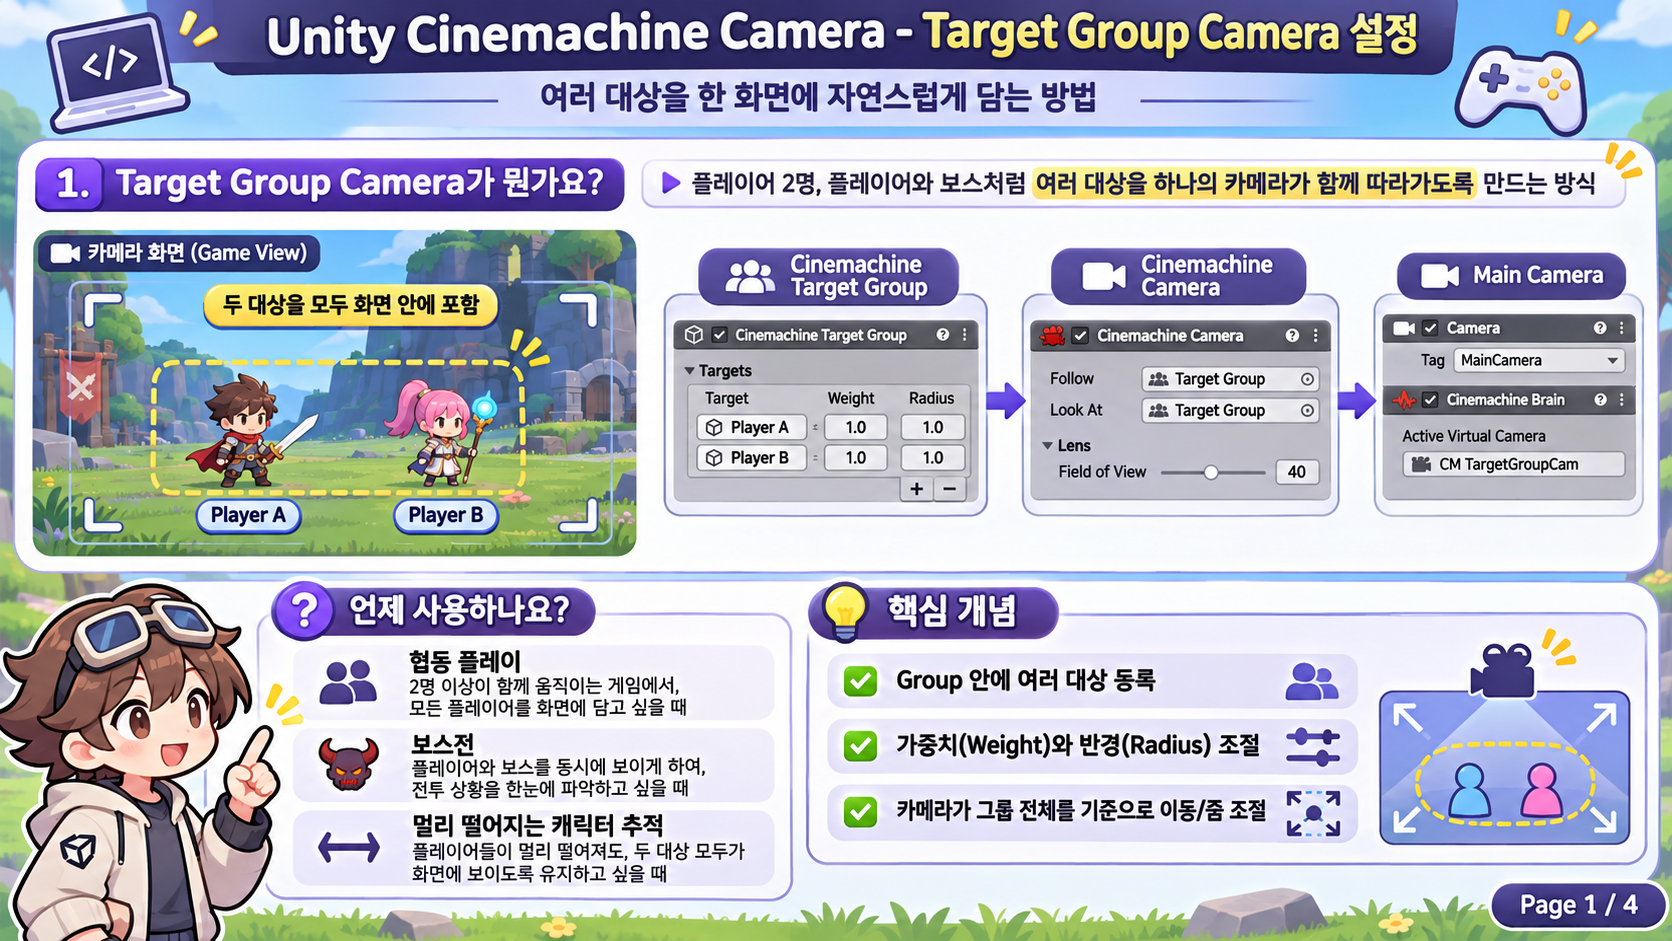 Unity Cinemachine Camera - Target Group Camera 설정
여러 대상을 한 화면에 자연스럽게 담는 방법
</>
1. Target Group Camera가 뭔가요?
플레이어 2명, 플레이어와 보스처럼 여러 대상을 하나의 카메라가 함께 따라가도록 만드는 방식
카메라 화면 (Game View)
두 대상을 모두 화면 안에 포함
Player A
Player B
Cinemachine
Target Group
Cinemachine Target Group
Targets
Target Weight Radius
Player A 1.0 1.0
Player B 1.0 1.0
+ −
Cinemachine
Camera
Cinemachine Camera
Follow Target Group
Look At Target Group
Lens
Field of View 40
Main Camera
Camera
Tag MainCamera
Cinemachine Brain
Active Virtual Camera
CM TargetGroupCam
? 언제 사용하나요?
협동 플레이
2명 이상이 함께 움직이는 게임에서,
모든 플레이어를 화면에 담고 싶을 때
보스전
플레이어와 보스를 동시에 보이게 하여,
전투 상황을 한눈에 파악하고 싶을 때
멀리 떨어지는 캐릭터 추적
플레이어들이 멀리 떨어져도, 두 대상 모두가
화면에 보이도록 유지하고 싶을 때
핵심 개념
Group 안에 여러 대상 등록
가중치(Weight)와 반경(Radius) 조절
카메라가 그룹 전체를 기준으로 이동/줌 조절
Page 1 / 4